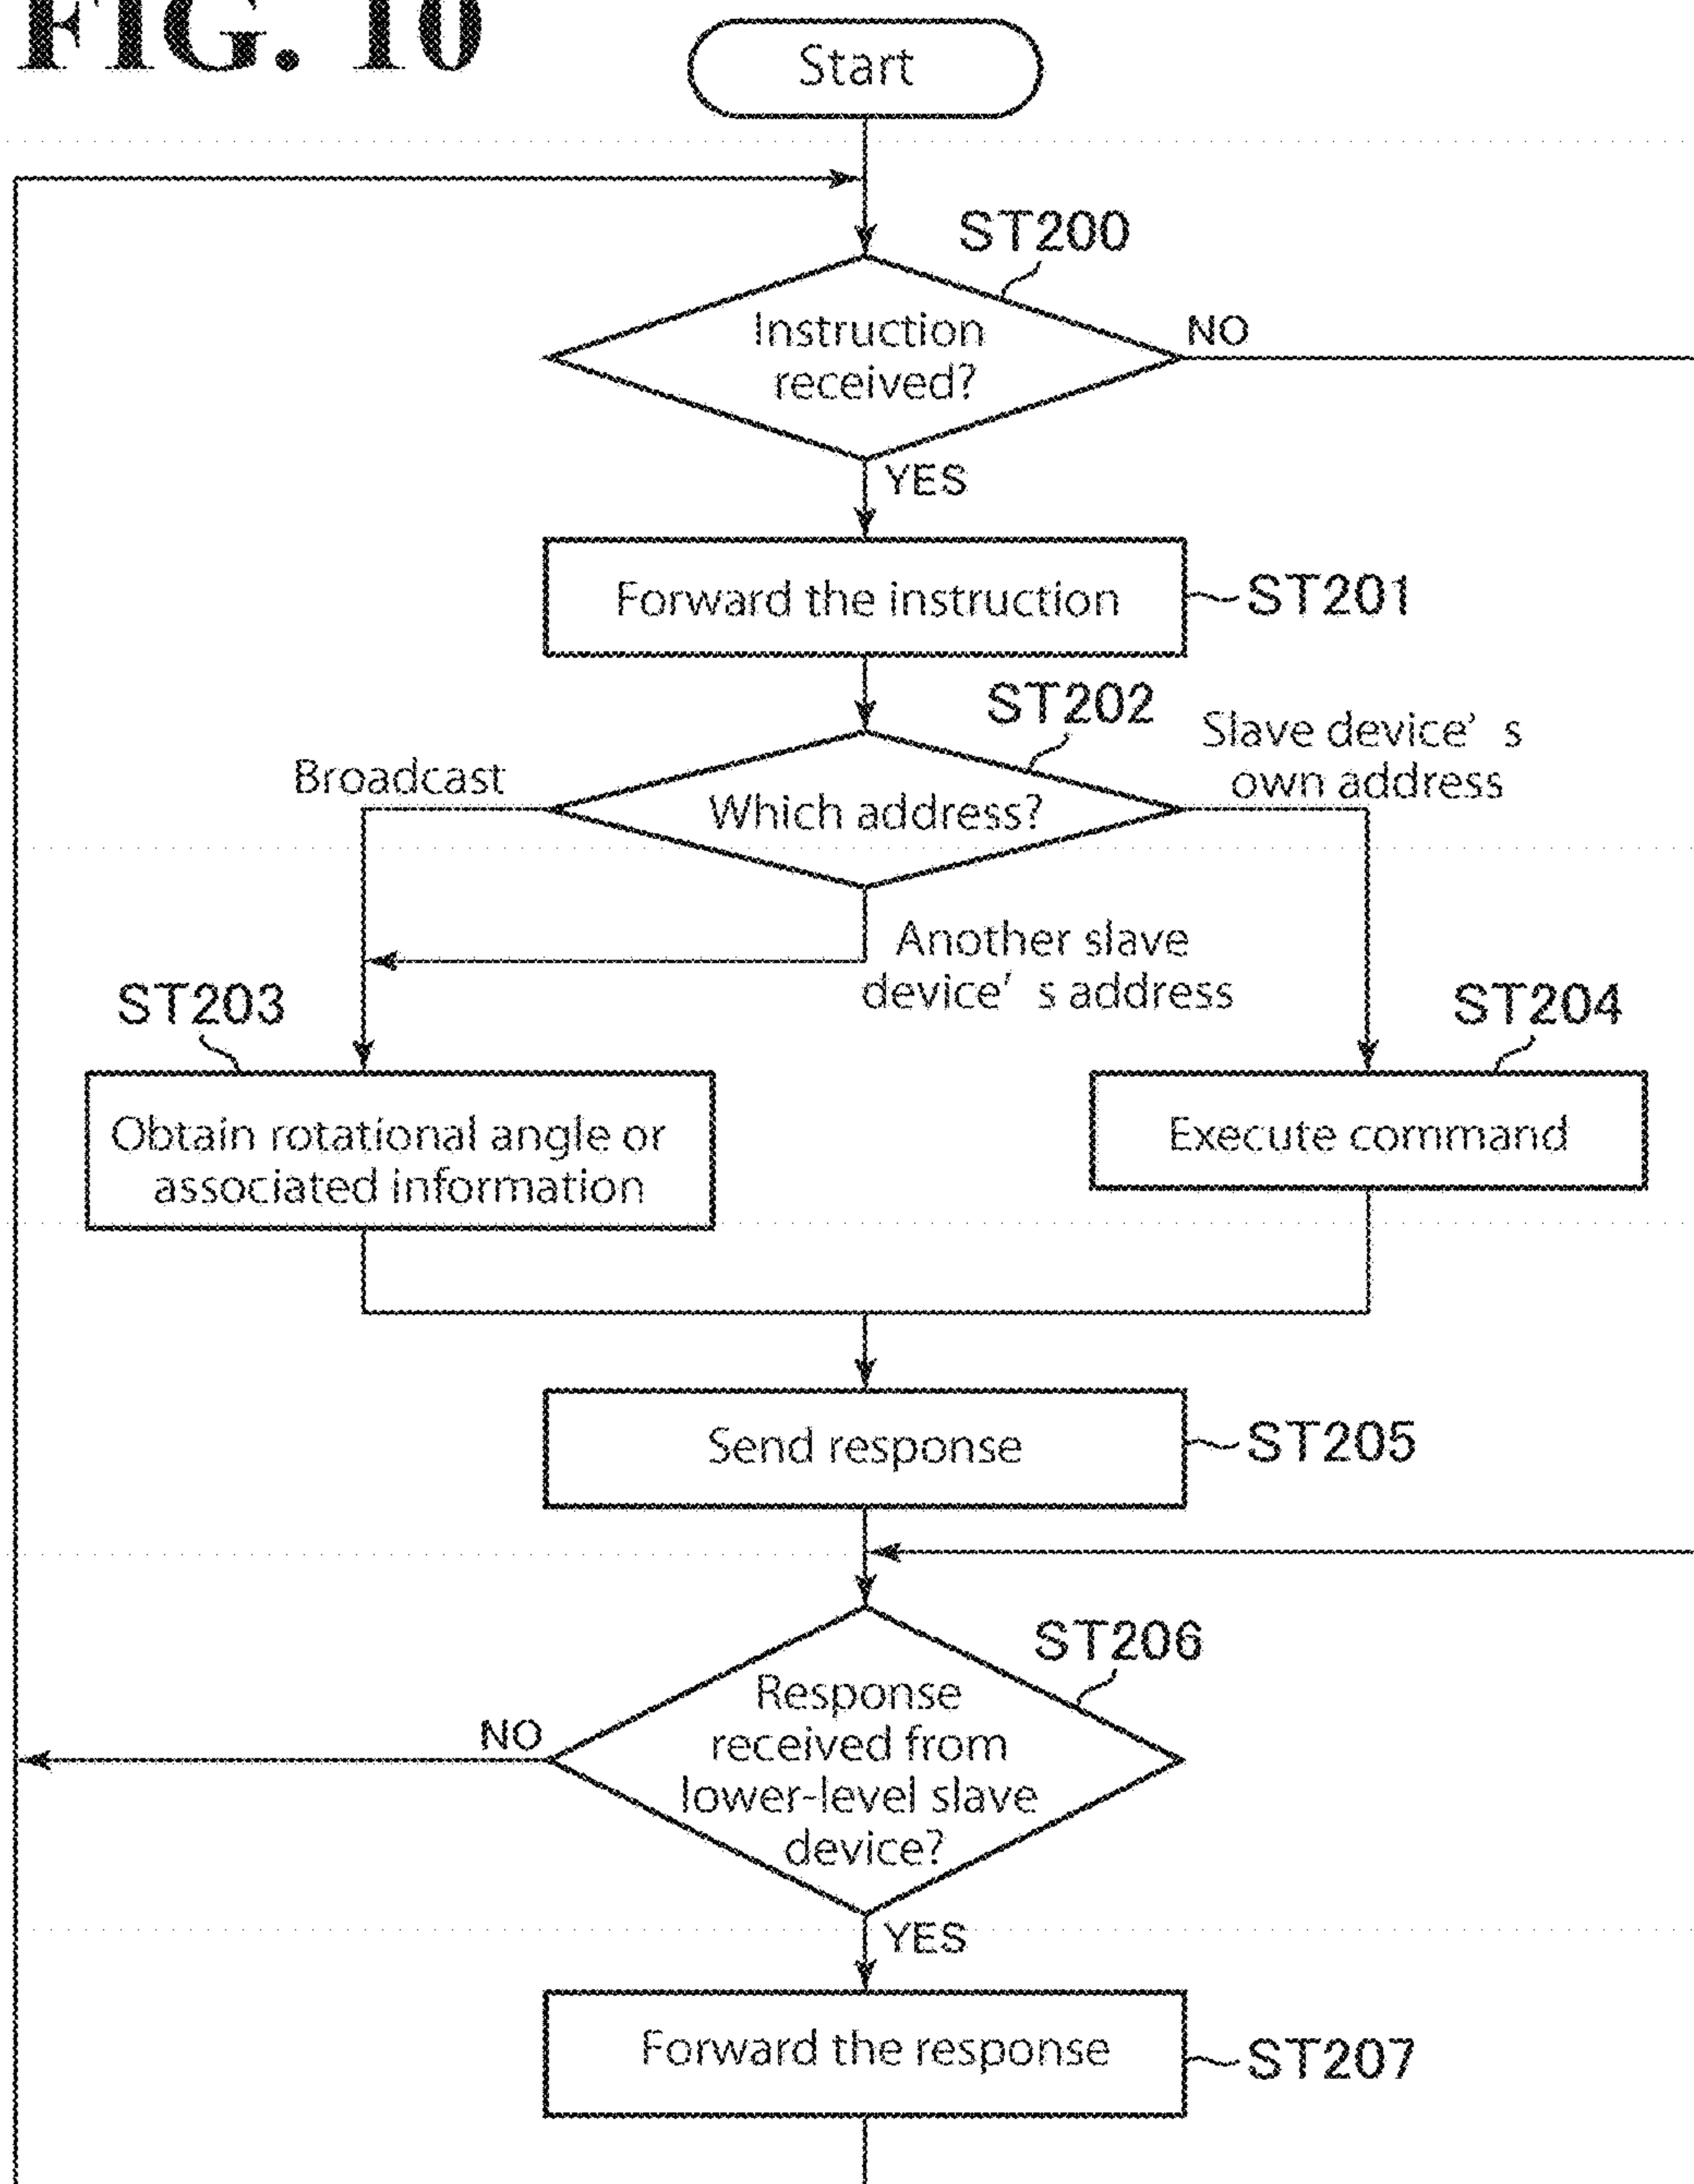 FIG. 10
Start
ST200
Instruction
received?
NO
YES
Forward the instruction
ST201
ST202
Broadcast
Which address?
Slave device’ s
own address
Another slave
device’ s address
ST203
ST204
Obtain rotational angle or
associated information
Execute command
Send response
ST205
ST206
Response
received from
lower-level slave
device?
NO
YES
Forward the response
ST207